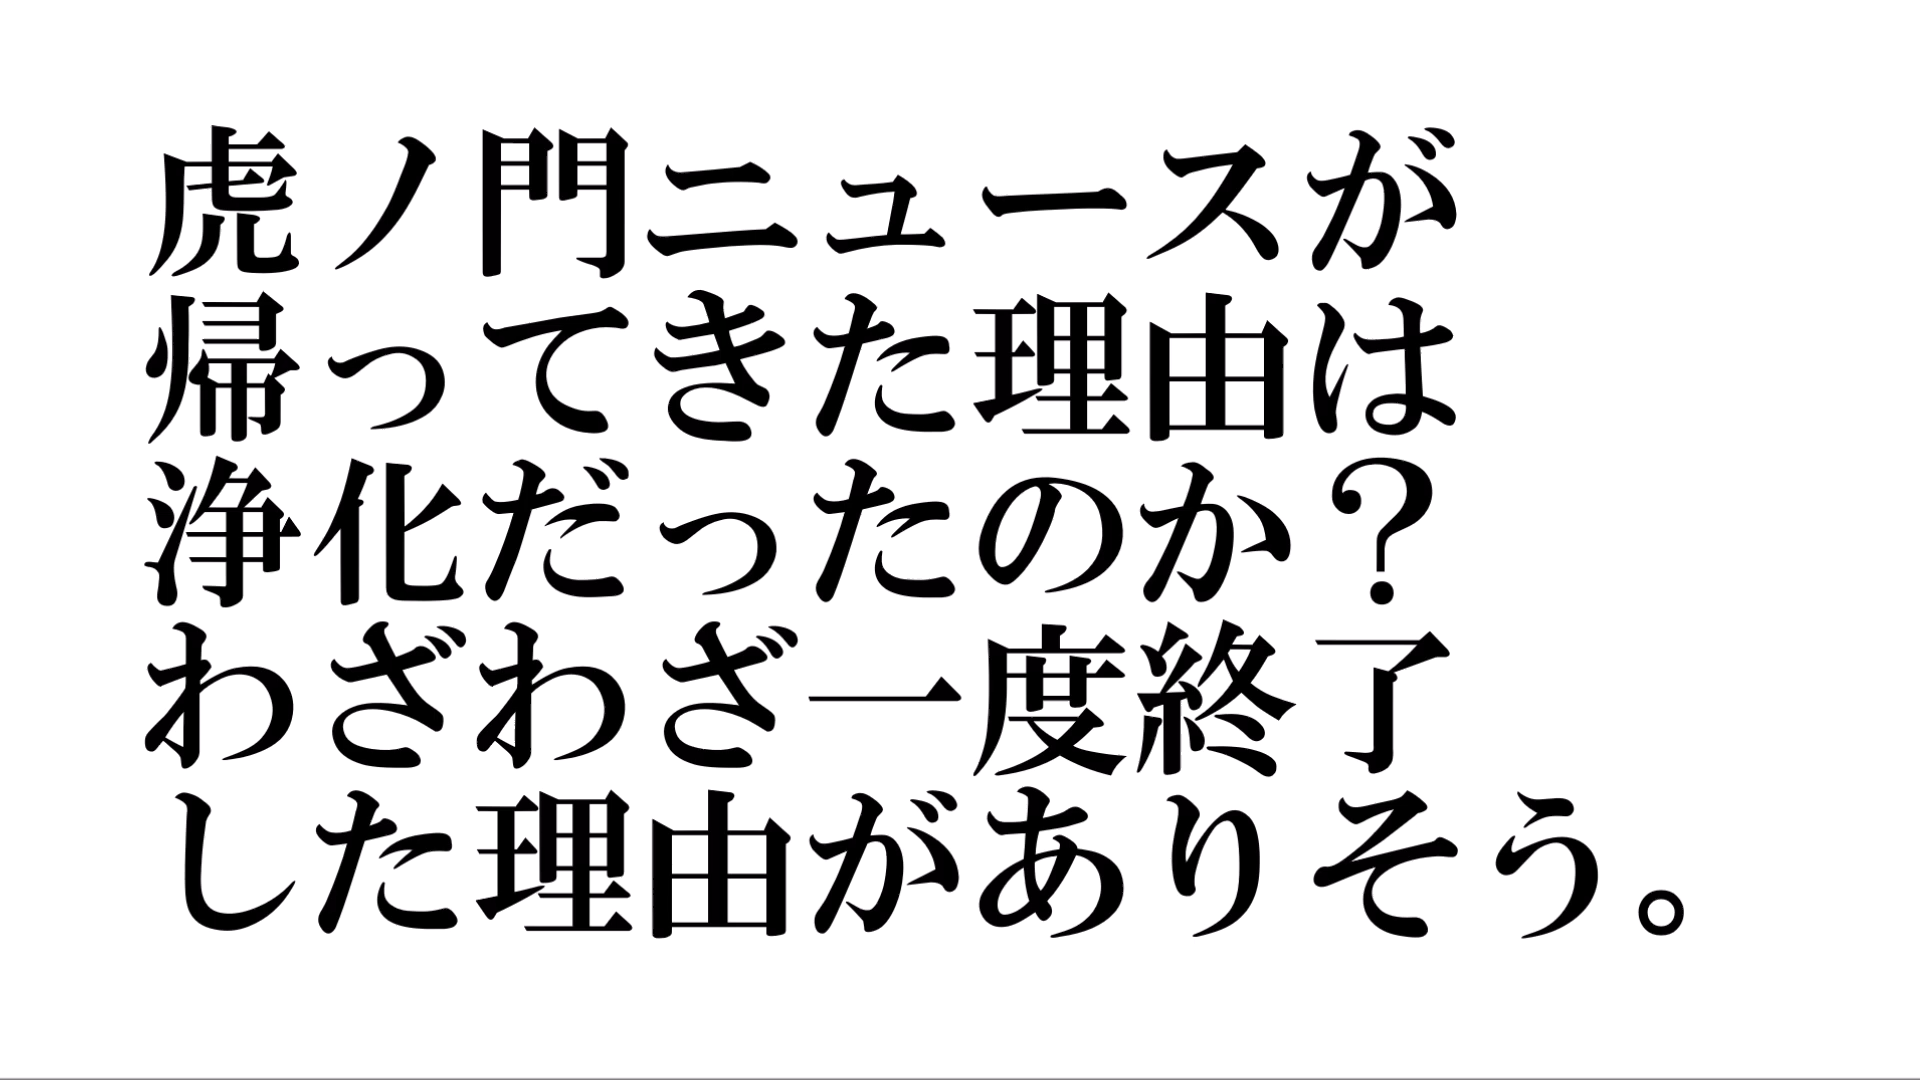 虎ノ門ニュースが
帰ってきた理由は
浄化だったのか?
わざわざ一度終了
した理由がありそう。